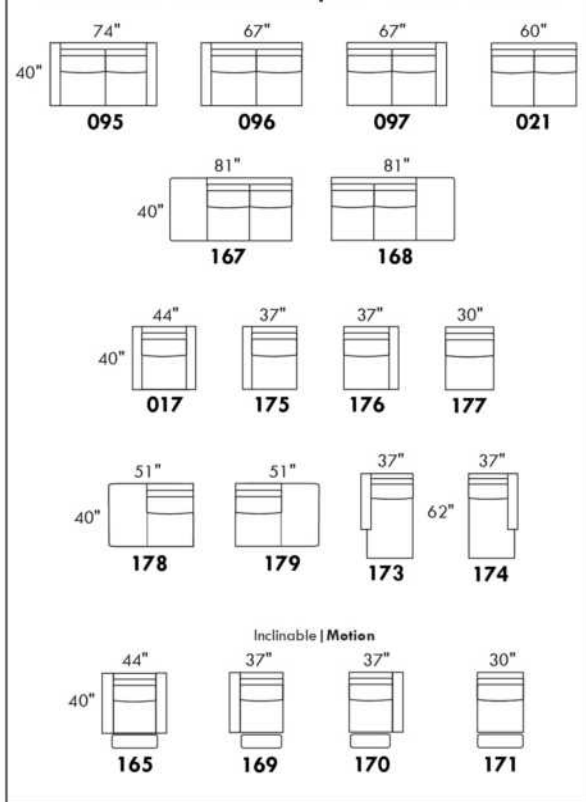 74" 67" 67" 60"
40"
095 096 097 021
81" 81"
40"
167 168
44" 37" 37" 30"
40"
017 175 176 177
51" 51" 37" 37"
40" 62"
178 179 173 174
Inclinable | Motion
44" 37" 37" 30"
40"
165 169 170 171